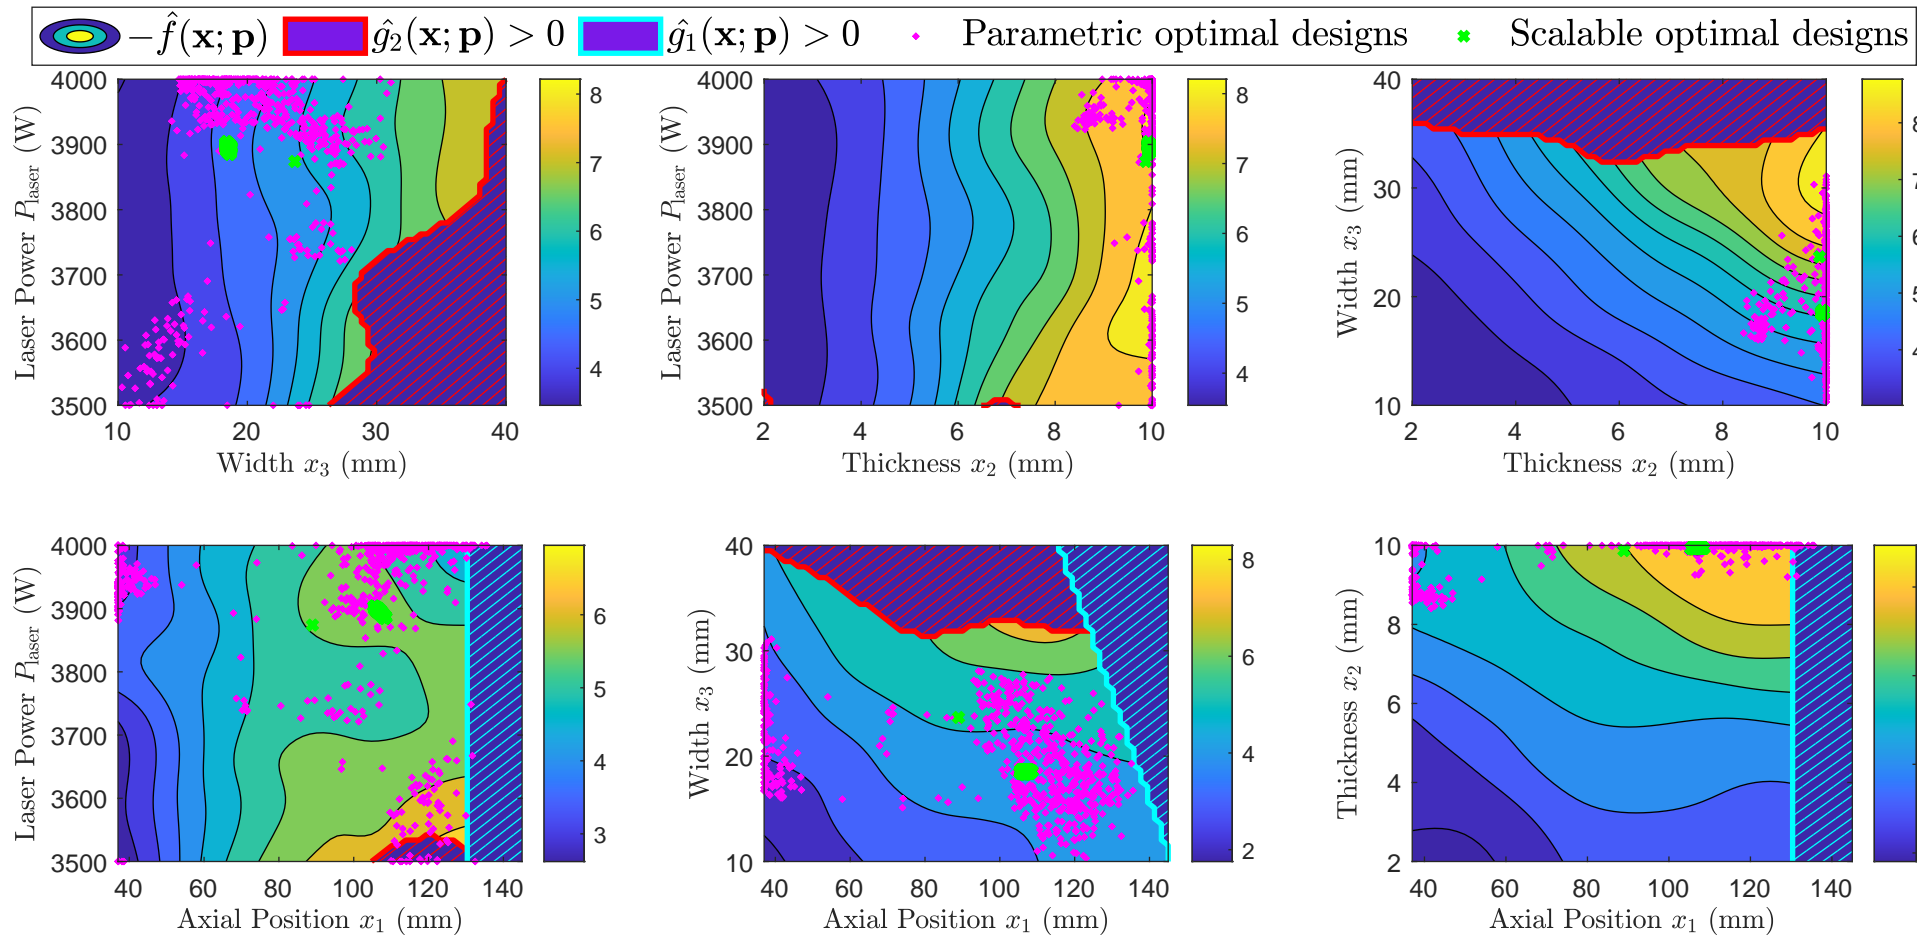 −f̂(x; p) ĝ₂(x; p) > 0 ĝ₁(x; p) > 0 Parametric optimal designs Scalable optimal designs
4000
3900
3800
3700
3600
3500
Laser Power P_laser (W)
10 20 30 40
Width x₃ (mm)
8
7
6
5
4
4000
3900
3800
3700
3600
3500
Laser Power P_laser (W)
2 4 6 8 10
Thickness x₂ (mm)
8
7
6
5
4
40
30
20
10
Width x₃ (mm)
2 4 6 8 10
Thickness x₂ (mm)
4000
3900
3800
3700
3600
3500
Laser Power P_laser (W)
40 60 80 100 120 140
Axial Position x₁ (mm)
6
5
4
3
40
30
20
10
Width x₃ (mm)
40 60 80 100 120 140
Axial Position x₁ (mm)
8
6
4
2
10
8
6
4
2
Thickness x₂ (mm)
40 60 80 100 120 140
Axial Position x₁ (mm)